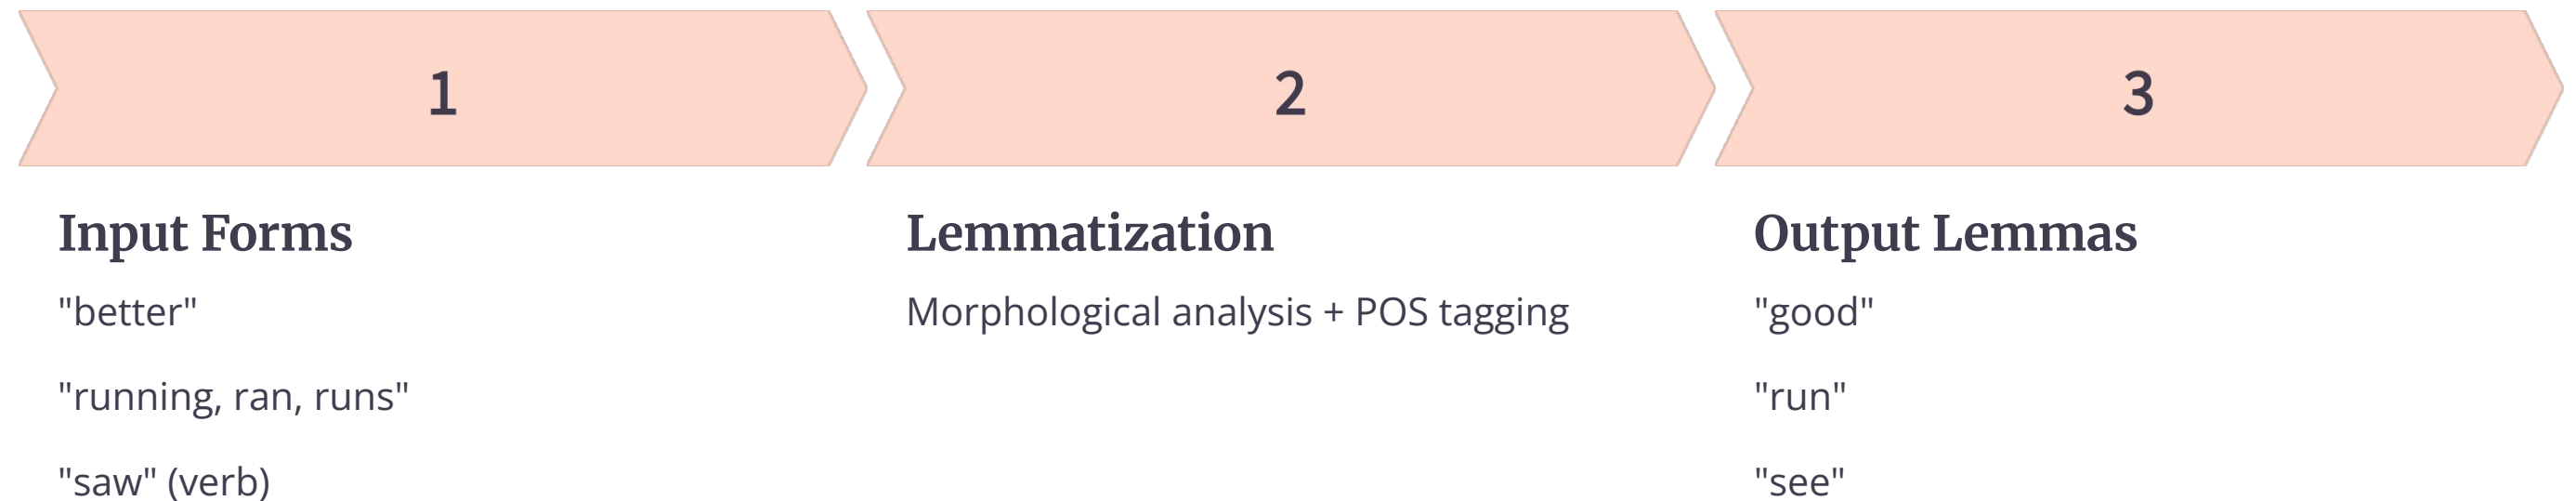 1
2
3
Input Forms
"better"
"running, ran, runs"
"saw" (verb)
Lemmatization
Morphological analysis + POS tagging
Output Lemmas
"good"
"run"
"see"